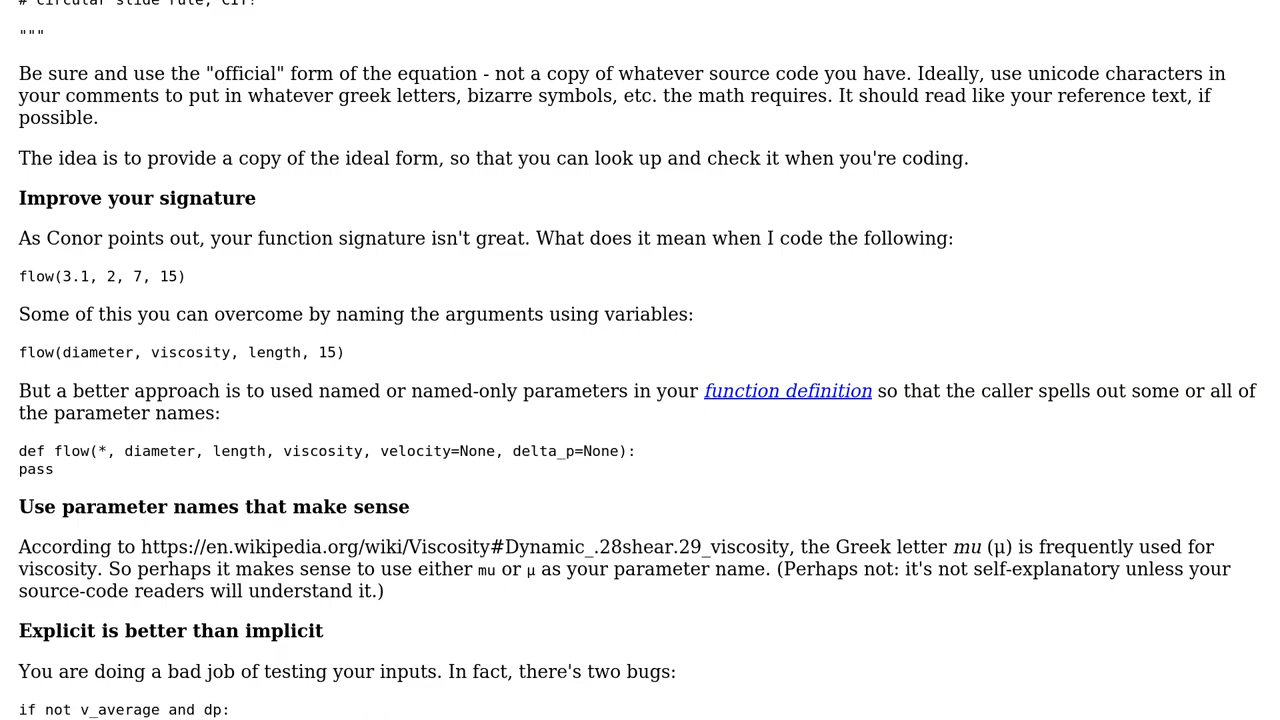 # circular slide rule, CIT!
"""
Be sure and use the "official" form of the equation - not a copy of whatever source code you have. Ideally, use unicode characters in
your comments to put in whatever greek letters, bizarre symbols, etc. the math requires. It should read like your reference text, if
possible.
The idea is to provide a copy of the ideal form, so that you can look up and check it when you're coding.
Improve your signature
As Conor points out, your function signature isn't great. What does it mean when I code the following:
flow(3.1, 2, 7, 15)
Some of this you can overcome by naming the arguments using variables:
flow(diameter, viscosity, length, 15)
But a better approach is to used named or named-only parameters in your function definition so that the caller spells out some or all of
the parameter names:
def flow(*, diameter, length, viscosity, velocity=None, delta_p=None):
pass
Use parameter names that make sense
According to https://en.wikipedia.org/wiki/Viscosity#Dynamic_.28shear.29_viscosity, the Greek letter mu (μ) is frequently used for
viscosity. So perhaps it makes sense to use either mu or μ as your parameter name. (Perhaps not: it's not self-explanatory unless your
source-code readers will understand it.)
Explicit is better than implicit
You are doing a bad job of testing your inputs. In fact, there's two bugs:
if not v_average and dp: